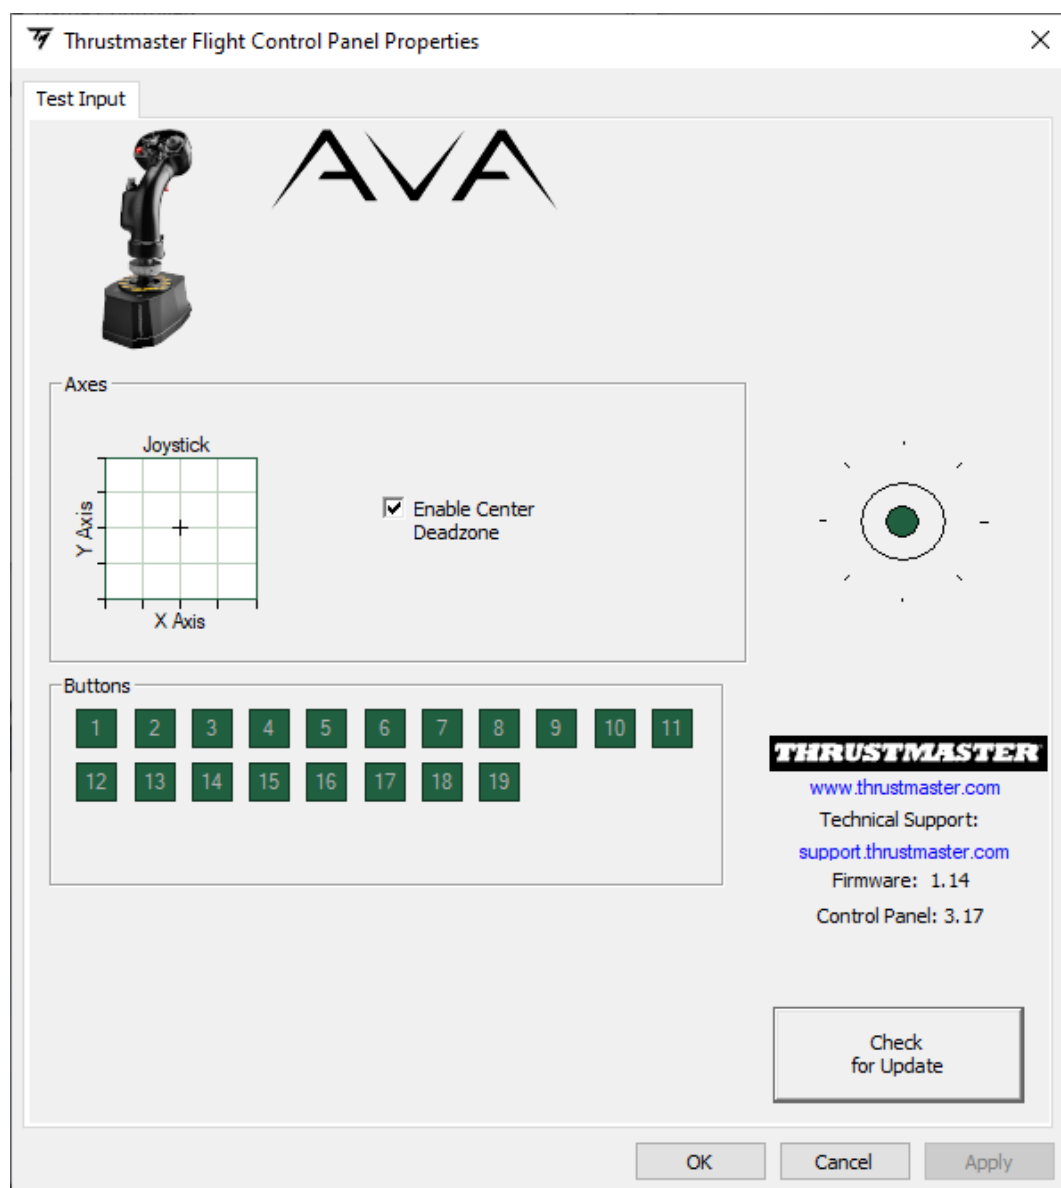 Thrustmaster Flight Control Panel Properties
Test Input
AVA
Axes
Joystick
Y Axis
X Axis
Enable Center
Deadzone
Buttons
1 2 3 4 5 6 7 8 9 10 11
12 13 14 15 16 17 18 19
THRUSTMASTER
www.thrustmaster.com
Technical Support:
support.thrustmaster.com
Firmware: 1.14
Control Panel: 3.17
Check
for Update
OK Cancel Apply